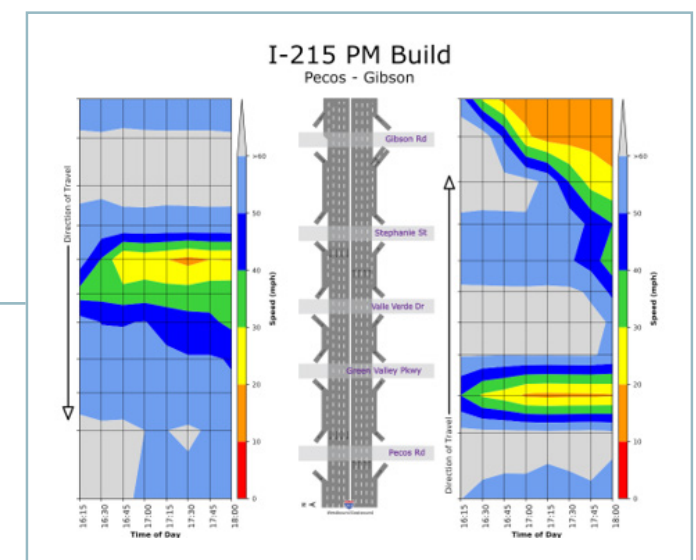 I-215 PM Build
Pecos - Gibson
Direction of Travel
>60
50
40
30
20
10
0
Speed (mph)
16:15
16:30
16:45
17:00
17:15
17:30
17:45
18:00
Time of Day
Gibson Rd
Stephanie St
Valle Verde Dr
Green Valley Pkwy
Pecos Rd
Direction of Travel
>60
50
40
30
20
10
0
Speed (mph)
16:15
16:30
16:45
17:00
17:15
17:30
17:45
18:00
Time of Day